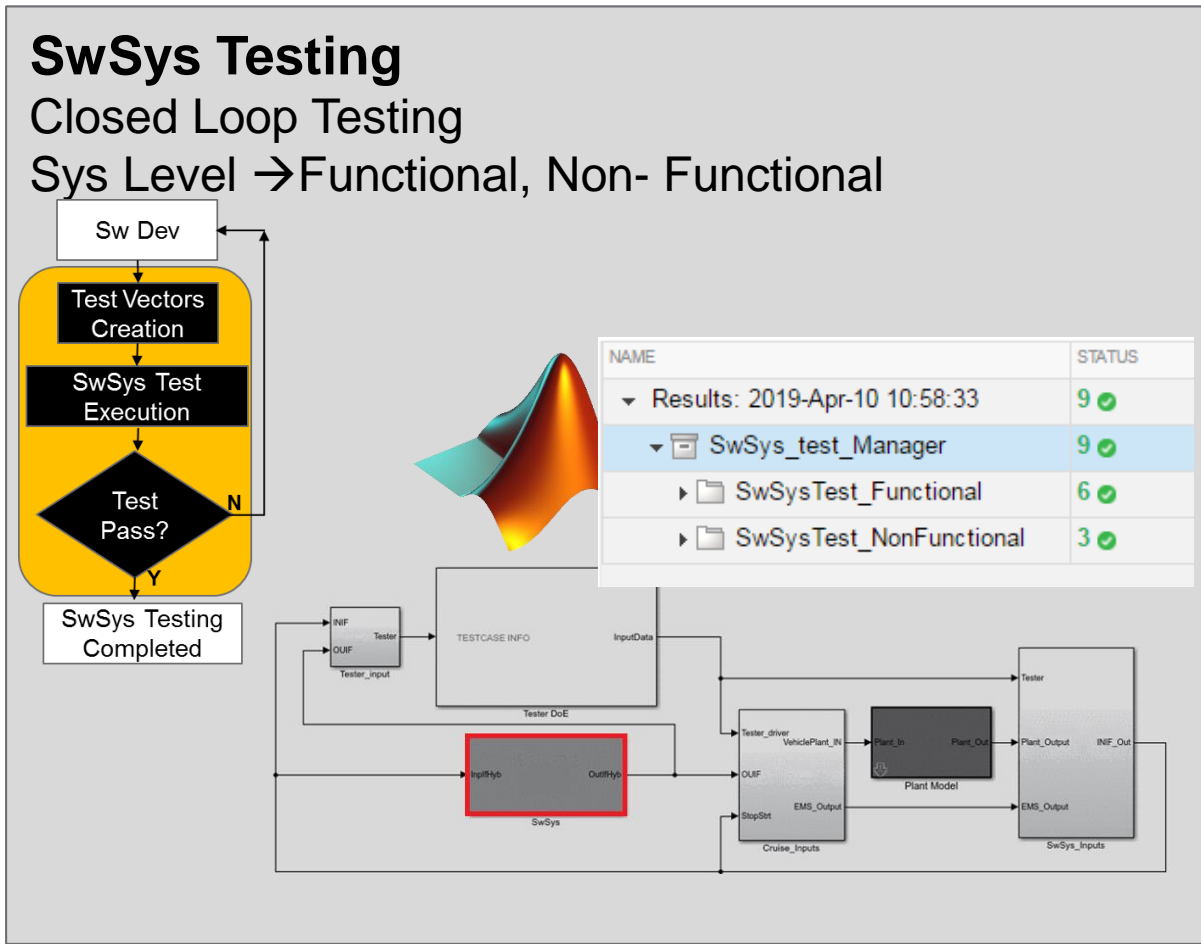 SwSys Testing
Closed Loop Testing
Sys Level →Functional, Non- Functional
Sw Dev
Test Vectors
Creation
SwSys Test
Execution
Test
Pass?
N
Y
SwSys Testing
Completed
NAME
STATUS
Results: 2019-Apr-10 10:58:33
9
SwSys_test_Manager
9
SwSysTest_Functional
6
SwSysTest_NonFunctional
3
INIF
OUIF
Tester
Tester_input
TESTCASE INFO
InputData
Tester DoE
InpIfHyb
OutIfHyb
SwSys
Tester_driver
VehiclePlant_IN
OUIF
EMS_Output
StopStrt
Cruise_Inputs
Plant_In
Plant_Out
Plant Model
Tester
Plant_Output
INIF_Out
EMS_Output
SwSys_Inputs